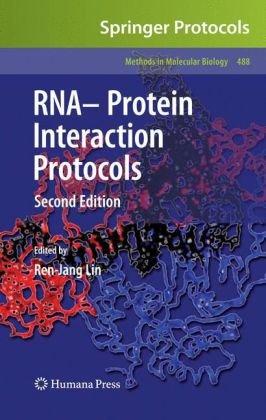 Springer Protocols
Methods in Molecular Biology 488
RNA– Protein
Interaction
Protocols
Second Edition
Edited by
Ren-Jang Lin
Humana Press